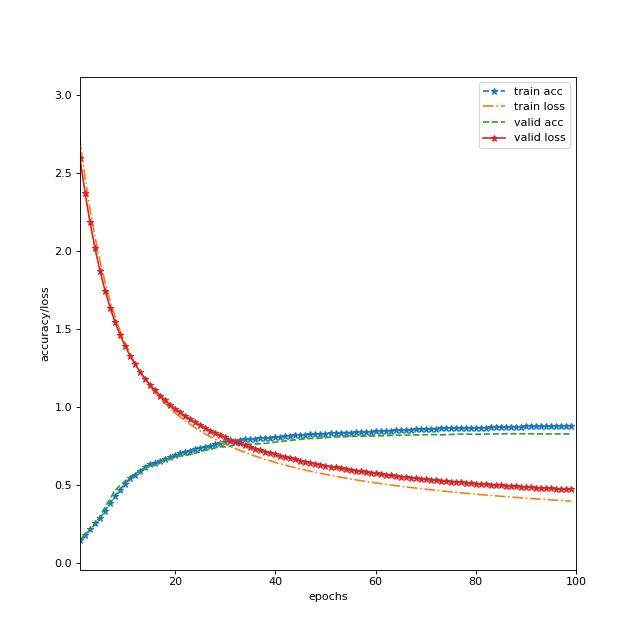 train acc
train loss
valid acc
valid loss
3.0
2.5
2.0
1.5
1.0
0.5
0.0
accuracy/loss
20
40
60
80
100
epochs